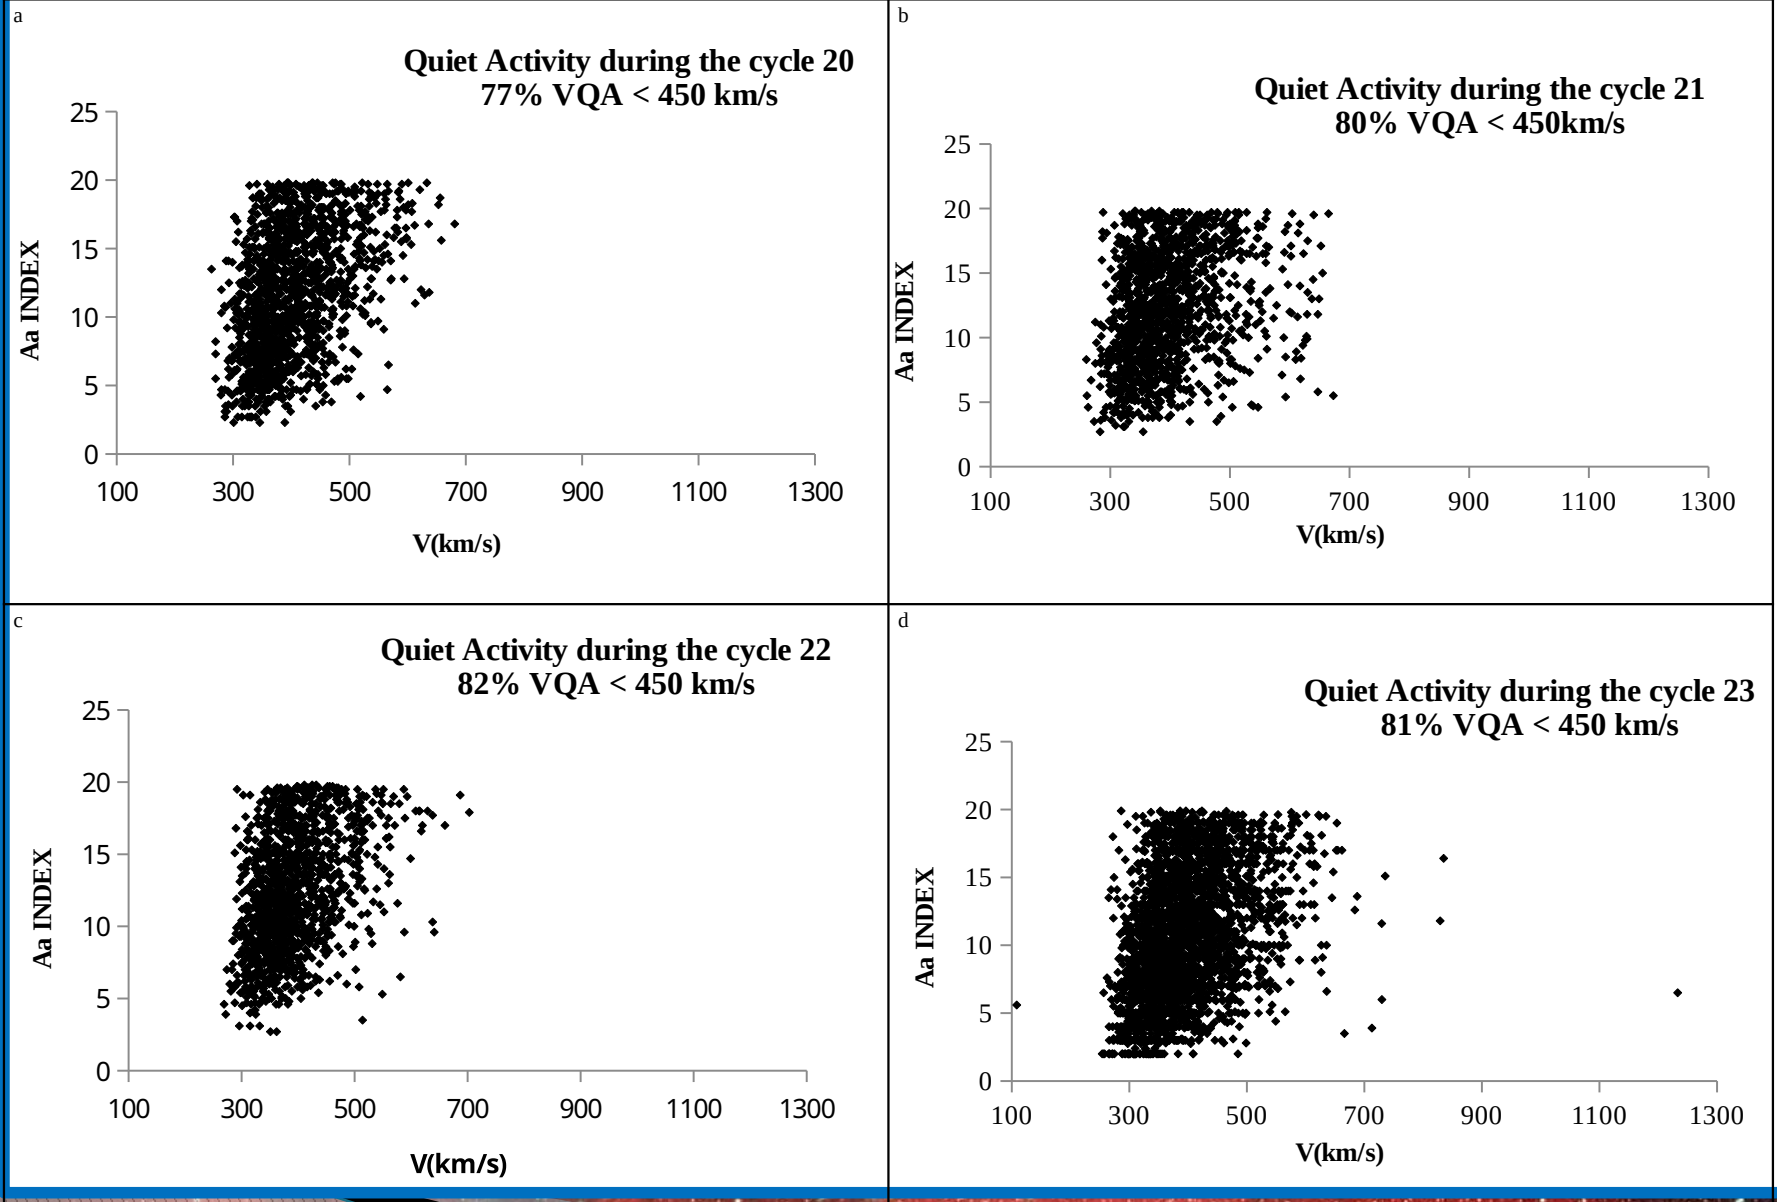 a
Quiet Activity during the cycle 20
77% VQA < 450 km/s
25
20
15
10
5
0
Aa INDEX
100 300 500 700 900 1100 1300
V(km/s)
b
Quiet Activity during the cycle 21
80% VQA < 450km/s
25
20
15
10
5
0
Aa INDEX
100 300 500 700 900 1100 1300
V(km/s)
c
Quiet Activity during the cycle 22
82% VQA < 450 km/s
25
20
15
10
5
0
Aa INDEX
100 300 500 700 900 1100 1300
V(km/s)
d
Quiet Activity during the cycle 23
81% VQA < 450 km/s
25
20
15
10
5
0
Aa INDEX
100 300 500 700 900 1100 1300
V(km/s)